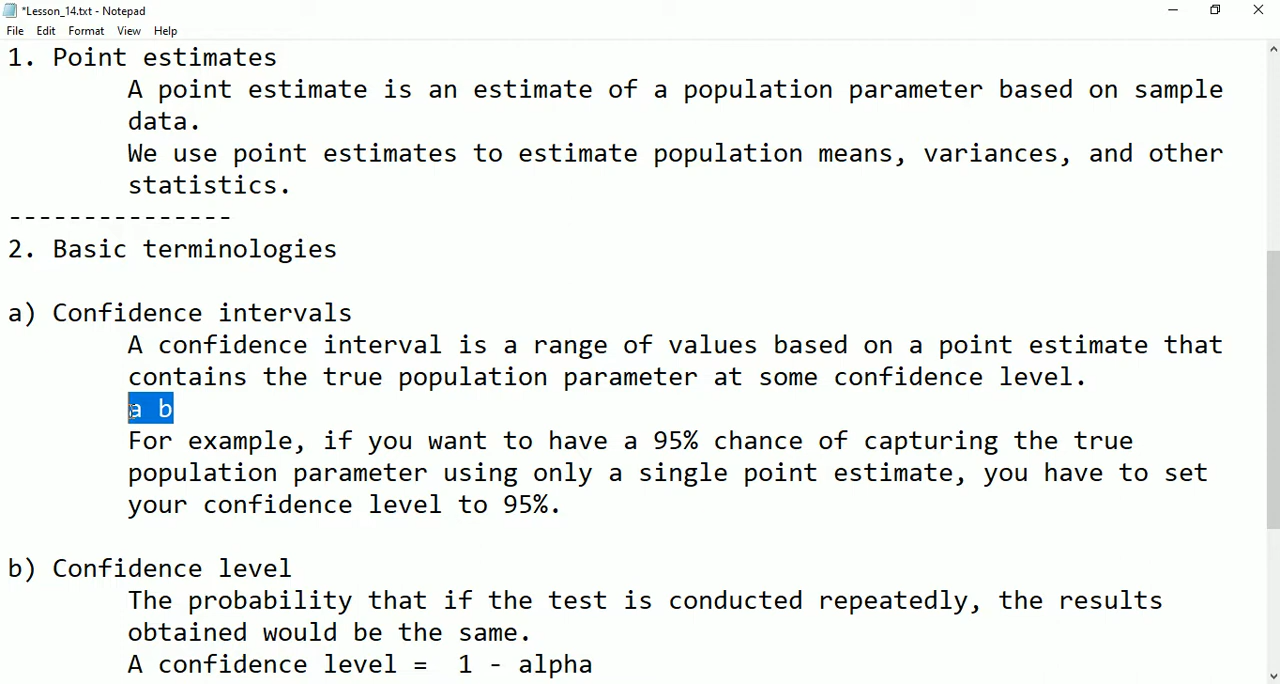 *Lesson_14.txt - Notepad
File Edit Format View Help
1. Point estimates
A point estimate is an estimate of a population parameter based on sample
data.
We use point estimates to estimate population means, variances, and other
statistics.
---------------
2. Basic terminologies
a) Confidence intervals
A confidence interval is a range of values based on a point estimate that
contains the true population parameter at some confidence level.
a b
For example, if you want to have a 95% chance of capturing the true
population parameter using only a single point estimate, you have to set
your confidence level to 95%.
b) Confidence level
The probability that if the test is conducted repeatedly, the results
obtained would be the same.
A confidence level =  1 - alpha